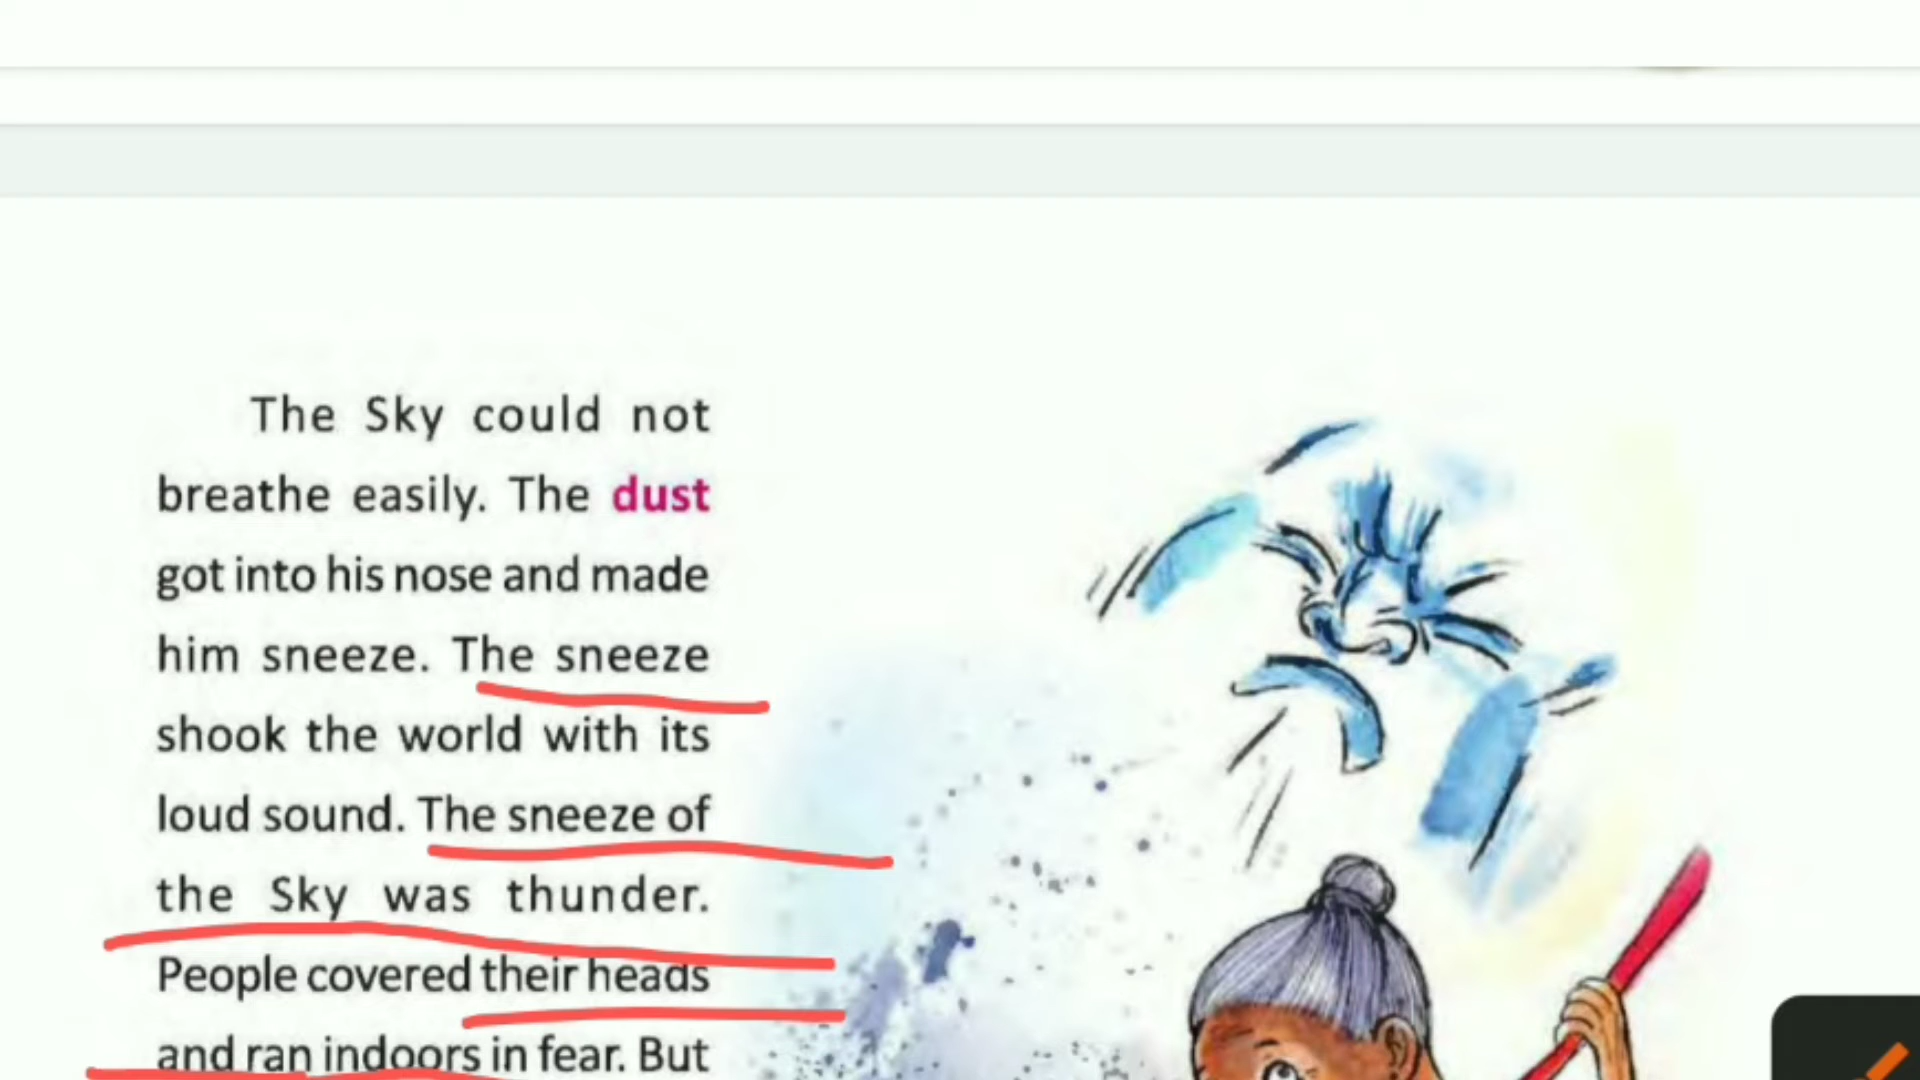 The Sky could not
breathe easily. The dust
got into his nose and made
him sneeze. The sneeze
shook the world with its
loud sound. The sneeze of
the Sky was thunder.
People covered their heads
and ran indoors in fear. But